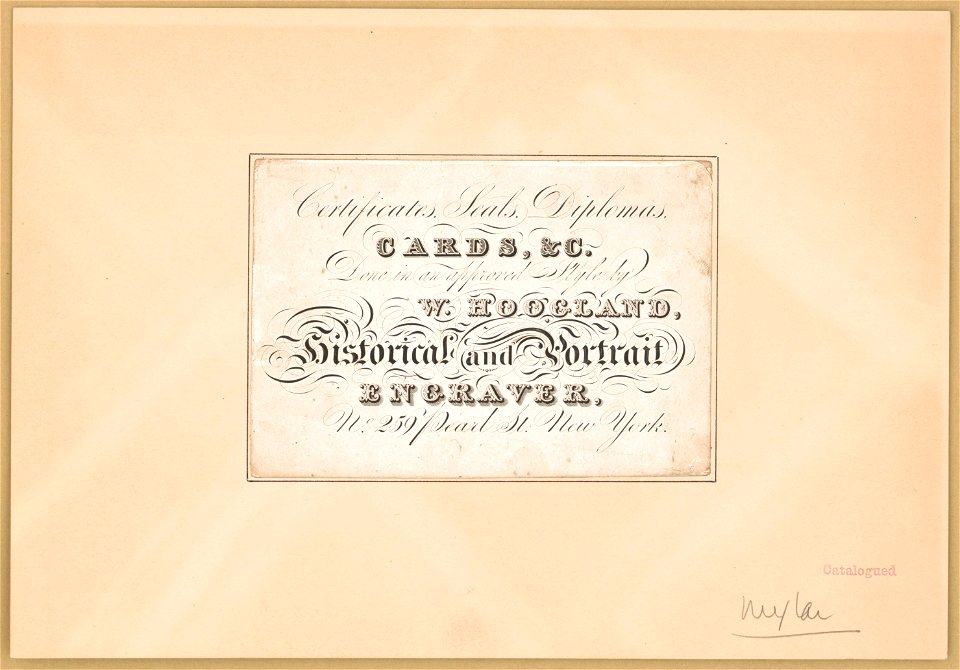 Certificates, Seals, Diplomas,
CARDS, &C.
Done in an approved Style by
W. HOOGLAND,
Historical and Portrait
ENGRAVER,
No. 239 Pearl St. New York.
Catalogued